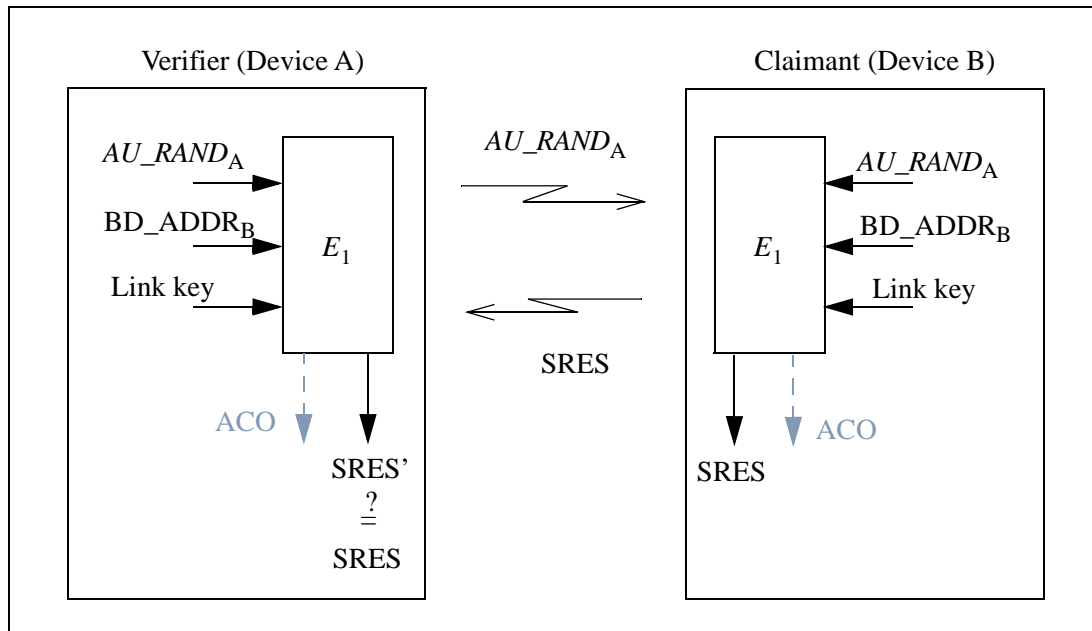 Verifier (Device A)
Claimant (Device B)
AU_RANDA
BD_ADDRB
Link key
E1
ACO
SRES’
?
=
SRES
AU_RANDA
SRES
AU_RANDA
BD_ADDRB
Link key
E1
SRES
ACO